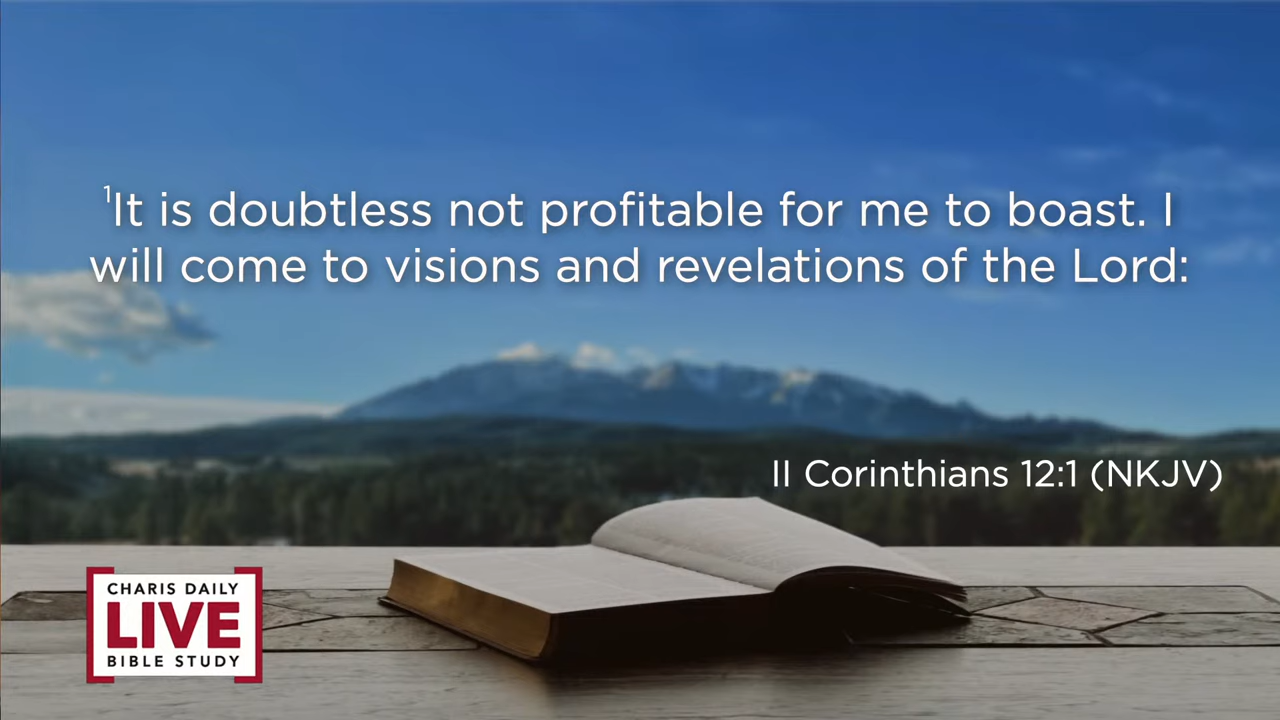 ¹It is doubtless not profitable for me to boast. I
will come to visions and revelations of the Lord:
II Corinthians 12:1 (NKJV)
CHARIS DAILY
LIVE
BIBLE STUDY